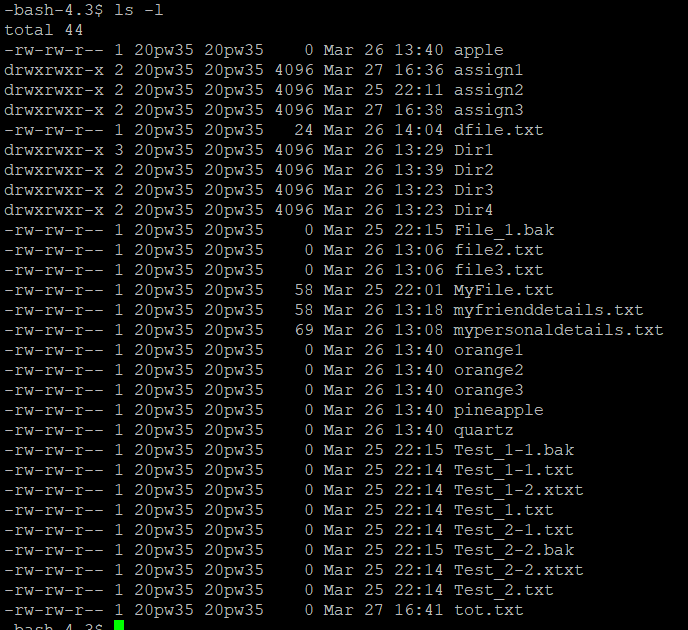 -bash-4.3$ ls -l
total 44
-rw-rw-r-- 1 20pw35 20pw35    0 Mar 26 13:40 apple
drwxrwxr-x 2 20pw35 20pw35 4096 Mar 27 16:36 assign1
drwxrwxr-x 2 20pw35 20pw35 4096 Mar 25 22:11 assign2
drwxrwxr-x 2 20pw35 20pw35 4096 Mar 27 16:38 assign3
-rw-rw-r-- 1 20pw35 20pw35   24 Mar 26 14:04 dfile.txt
drwxrwxr-x 3 20pw35 20pw35 4096 Mar 26 13:29 Dir1
drwxrwxr-x 2 20pw35 20pw35 4096 Mar 26 13:39 Dir2
drwxrwxr-x 2 20pw35 20pw35 4096 Mar 26 13:23 Dir3
drwxrwxr-x 2 20pw35 20pw35 4096 Mar 26 13:23 Dir4
-rw-rw-r-- 1 20pw35 20pw35    0 Mar 25 22:15 File_1.bak
-rw-rw-r-- 1 20pw35 20pw35    0 Mar 26 13:06 file2.txt
-rw-rw-r-- 1 20pw35 20pw35    0 Mar 26 13:06 file3.txt
-rw-rw-r-- 1 20pw35 20pw35   58 Mar 25 22:01 MyFile.txt
-rw-rw-r-- 1 20pw35 20pw35   58 Mar 26 13:18 myfrienddetails.txt
-rw-rw-r-- 1 20pw35 20pw35   69 Mar 26 13:08 mypersonaldetails.txt
-rw-rw-r-- 1 20pw35 20pw35    0 Mar 26 13:40 orange1
-rw-rw-r-- 1 20pw35 20pw35    0 Mar 26 13:40 orange2
-rw-rw-r-- 1 20pw35 20pw35    0 Mar 26 13:40 orange3
-rw-rw-r-- 1 20pw35 20pw35    0 Mar 26 13:40 pineapple
-rw-rw-r-- 1 20pw35 20pw35    0 Mar 26 13:40 quartz
-rw-rw-r-- 1 20pw35 20pw35    0 Mar 25 22:15 Test_1-1.bak
-rw-rw-r-- 1 20pw35 20pw35    0 Mar 25 22:14 Test_1-1.txt
-rw-rw-r-- 1 20pw35 20pw35    0 Mar 25 22:14 Test_1-2.xtxt
-rw-rw-r-- 1 20pw35 20pw35    0 Mar 25 22:14 Test_1.txt
-rw-rw-r-- 1 20pw35 20pw35    0 Mar 25 22:14 Test_2-1.txt
-rw-rw-r-- 1 20pw35 20pw35    0 Mar 25 22:15 Test_2-2.bak
-rw-rw-r-- 1 20pw35 20pw35    0 Mar 25 22:14 Test_2-2.xtxt
-rw-rw-r-- 1 20pw35 20pw35    0 Mar 25 22:14 Test_2.txt
-rw-rw-r-- 1 20pw35 20pw35    0 Mar 27 16:41 tot.txt
-bash-4.3$